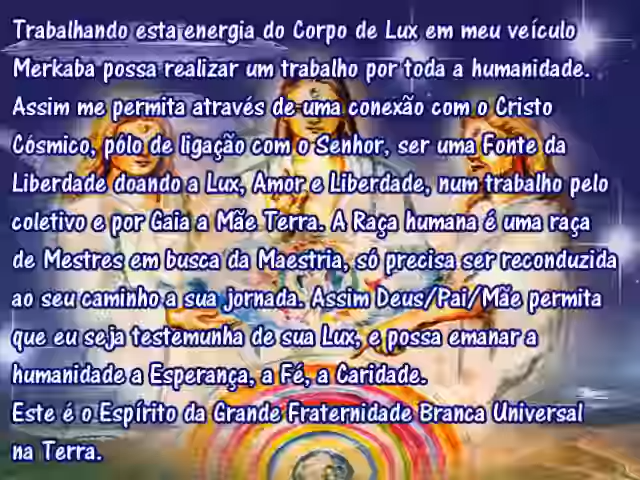 Trabalhando esta energia do Corpo de Lux em meu veículo
Merkaba possa realizar um trabalho por toda a humanidade.
Assim me permita através de uma conexão com o Cristo
Cósmico, pólo de ligação com o Senhor, ser uma Fonte da
Liberdade doando a Lux, Amor e Liberdade, num trabalho pelo
coletivo e por Gaia a Mãe Terra. A Raça humana é uma raça
de Mestres em busca da Maestria, só precisa ser reconduzida
ao seu caminho a sua jornada. Assim Deus/Pai/Mãe permita
que eu seja testemunha de sua Lux, e possa emanar a
humanidade a Esperança, a Fé, a Caridade.
Este é o Espírito da Grande Fraternidade Branca Universal
na Terra.